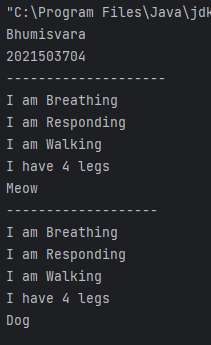 "C:\Program Files\Java\jdk
Bhumisvara
2021503704
--------------------
I am Breathing
I am Responding
I am Walking
I have 4 legs
Meow
-------------------
I am Breathing
I am Responding
I am Walking
I have 4 legs
Dog